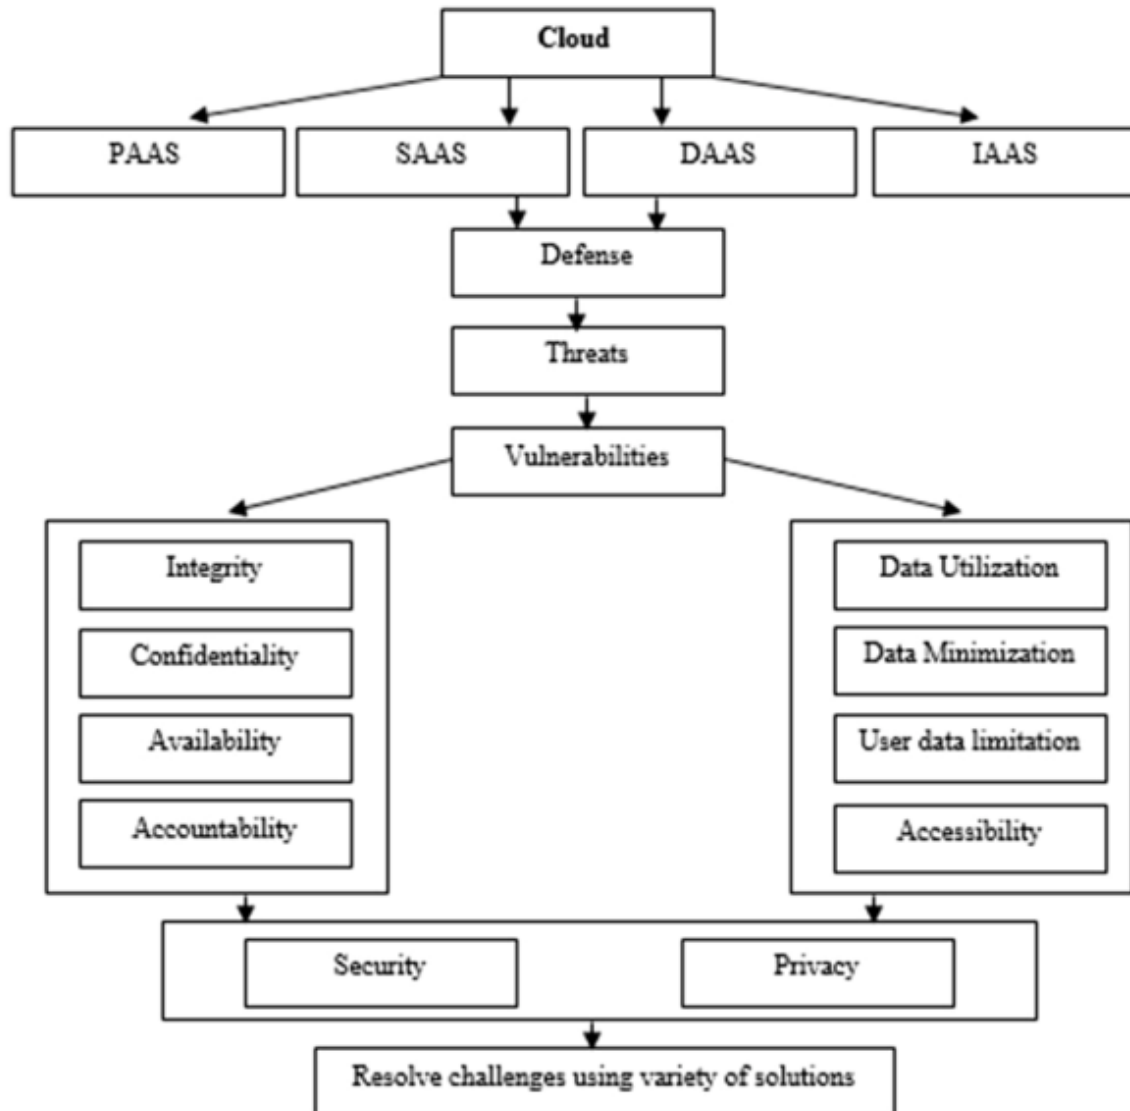 Cloud
PAAS
SAAS
DAAS
IAAS
Defense
Threats
Vulnerabilities
Integrity
Confidentiality
Availability
Accountability
Data Utilization
Data Minimization
User data limitation
Accessibility
Security
Privacy
Resolve challenges using variety of solutions